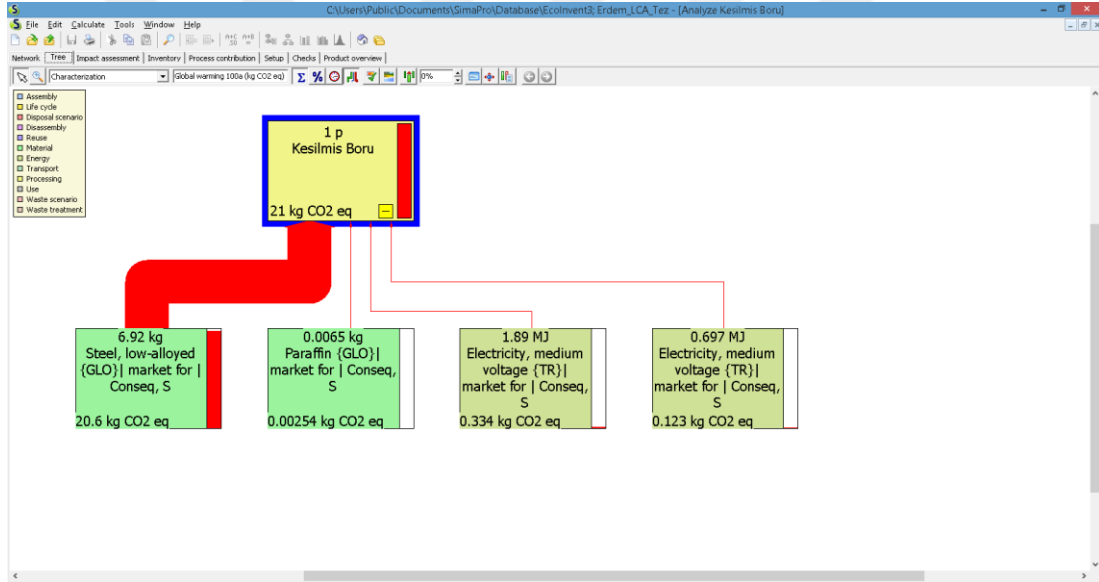 C:\Users\Public\Documents\SimaPro\Database\EcoInvent3; Erdem_LCA_Tez - [Analyze Kesilmis Boru]
File Edit Calculate Tools Window Help
Network Tree Impact assessment Inventory Process contribution Setup Checks Product overview
Characterization Global warming 100a (kg CO2 eq) Σ % 0%
Assembly
Life cycle
Disposal scenario
Disassembly
Reuse
Material
Energy
Transport
Processing
Use
Waste scenario
Waste treatment
1 p
Kesilmis Boru
21 kg CO2 eq
6.92 kg
Steel, low-alloyed
{GLO}| market for |
Conseq, S
20.6 kg CO2 eq
0.0065 kg
Paraffin {GLO}|
market for | Conseq,
S
0.00254 kg CO2 eq
1.89 MJ
Electricity, medium
voltage {TR}|
market for | Conseq,
S
0.334 kg CO2 eq
0.697 MJ
Electricity, medium
voltage {TR}|
market for | Conseq,
S
0.123 kg CO2 eq